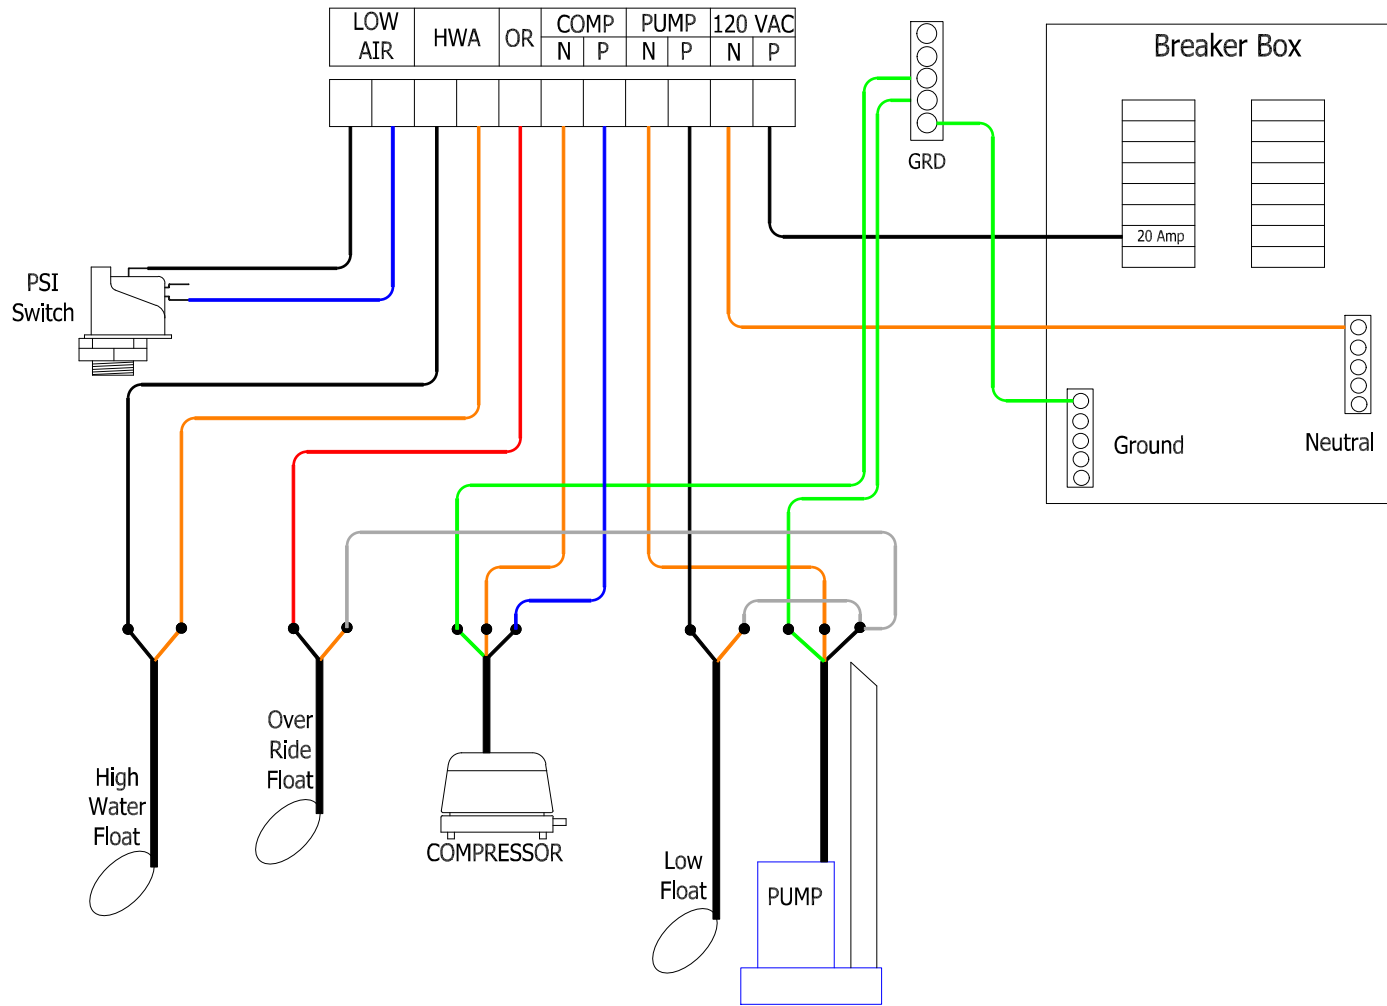 LOW
AIR
HWA
OR
COMP
N P
PUMP
N P
120 VAC
N P
GRD
Breaker Box
20 Amp
PSI
Switch
Ground
Neutral
Over
Ride
Float
High
Water
Float
COMPRESSOR
Low
Float
PUMP